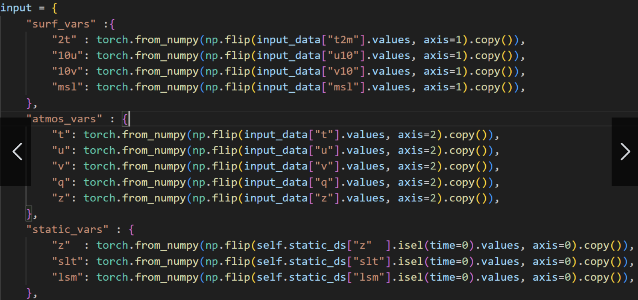 input = {
    "surf_vars" :{
        "2t" : torch.from_numpy(np.flip(input_data["t2m"].values, axis=1).copy()),
        "10u": torch.from_numpy(np.flip(input_data["u10"].values, axis=1).copy()),
        "10v": torch.from_numpy(np.flip(input_data["v10"].values, axis=1).copy()),
        "msl": torch.from_numpy(np.flip(input_data["msl"].values, axis=1).copy()),
    },
    "atmos_vars" : {
        "t": torch.from_numpy(np.flip(input_data["t"].values, axis=2).copy()),
        "u": torch.from_numpy(np.flip(input_data["u"].values, axis=2).copy()),
        "v": torch.from_numpy(np.flip(input_data["v"].values, axis=2).copy()),
        "q": torch.from_numpy(np.flip(input_data["q"].values, axis=2).copy()),
        "z": torch.from_numpy(np.flip(input_data["z"].values, axis=2).copy()),
    },
    "static_vars" : {
        "z"  : torch.from_numpy(np.flip(self.static_ds["z"  ].isel(time=0).values, axis=0).copy()),
        "slt": torch.from_numpy(np.flip(self.static_ds["slt"].isel(time=0).values, axis=0).copy()),
        "lsm": torch.from_numpy(np.flip(self.static_ds["lsm"].isel(time=0).values, axis=0).copy()),
    },